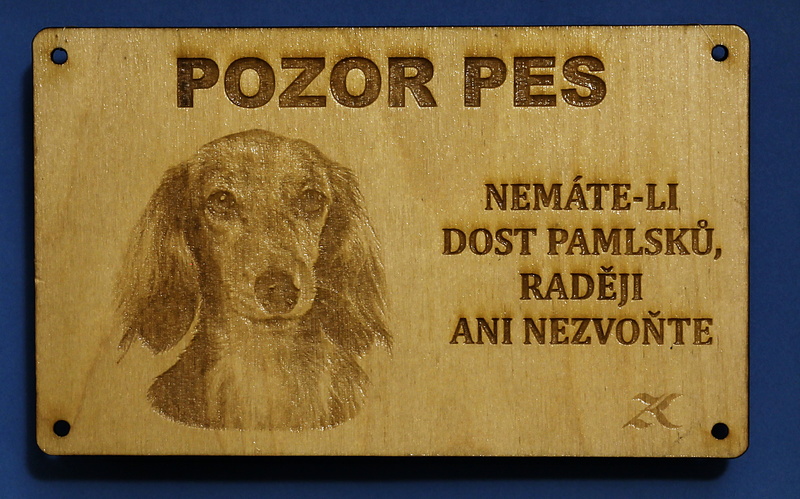 POZOR PES
NEMÁTE-LI
DOST PAMLSKŮ,
RADĚJI
ANI NEZVOŇTE